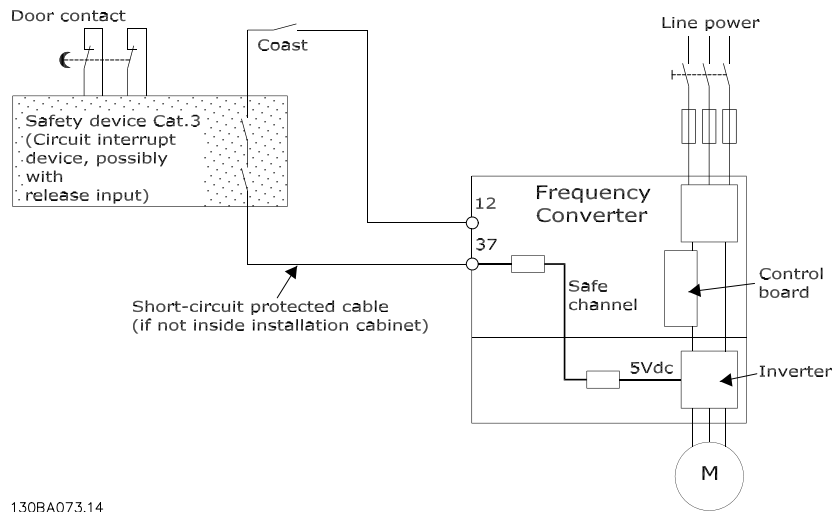 Door contact
Line power
Coast
Safety device Cat.3
(Circuit interrupt
device, possibly
with
release input)
12
Frequency
Converter
37
Safe
channel
Control
board
Short-circuit protected cable
(if not inside installation cabinet)
5Vdc
Inverter
M
130BA073.14